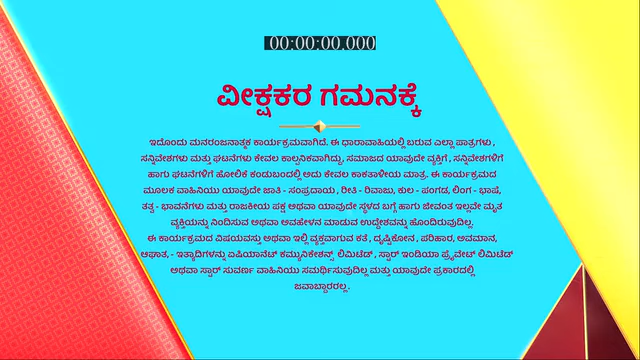 00:00:00.000
ವೀಕ್ಷಕರ ಗಮನಕ್ಕೆ
ಇದೊಂದು ಮನರಂಜನಾತ್ಮಕ ಕಾರ್ಯಕ್ರಮವಾಗಿದೆ. ಈ ಧಾರಾವಾಹಿಯಲ್ಲಿ ಬರುವ ಎಲ್ಲಾ ಪಾತ್ರಗಳು ,
ಸನ್ನಿವೇಶಗಳು ಮತ್ತು ಘಟನೆಗಳು ಕೇವಲ ಕಾಲ್ಪನಿಕವಾಗಿದ್ದು, ಸಮಾಜದ ಯಾವುದೇ ವ್ಯಕ್ತಿಗೆ , ಸನ್ನಿವೇಶಗಳಿಗೆ
ಹಾಗು ಘಟನೆಗಳಿಗೆ ಹೋಲಿಕೆ ಕಂಡುಬಂದಲ್ಲಿ ಅದು ಕೇವಲ ಕಾಕತಾಳೀಯ ಮಾತ್ರ. ಈ ಕಾರ್ಯಕ್ರಮದ
ಮೂಲಕ ವಾಹಿನಿಯು ಯಾವುದೇ ಜಾತಿ - ಸಂಪ್ರದಾಯ , ರೀತಿ - ರಿವಾಜು, ಕುಲ - ಪಂಗಡ, ಲಿಂಗ - ಭಾಷೆ,
ತತ್ವ - ಭಾವನೆಗಳು ಮತ್ತು ರಾಜಕೀಯ ಪಕ್ಷ ಅಥವಾ ಯಾವುದೇ ಸ್ಥಳದ ಬಗ್ಗೆ ಹಾಗು ಜೀವಂತ ಇಲ್ಲವೇ ಮೃತ
ವ್ಯಕ್ತಿಯನ್ನು ನಿಂದಿಸುವ ಅಥವಾ ಅವಹೇಳನ ಮಾಡುವ ಉದ್ದೇಶವನ್ನು ಹೊಂದಿರುವುದಿಲ್ಲ.
ಈ ಕಾರ್ಯಕ್ರಮದ ವಿಷಯವಸ್ತು ಅಥವಾ ಇಲ್ಲಿ ವ್ಯಕ್ತವಾಗುವ ಕತೆ , ದೃಷ್ಟಿಕೋನ , ಪರಿಹಾರ, ಅವಮಾನ,
ಆಘಾತ, - ಇತ್ಯಾದಿಗಳನ್ನು ಏಷಿಯಾನೆಟ್ ಕಮ್ಯುನಿಕೇಶನ್ಸ್ ಲಿಮಿಟೆಡ್ , ಸ್ಟಾರ್ ಇಂಡಿಯಾ ಪ್ರೈವೇಟ್ ಲಿಮಿಟೆಡ್
ಅಥವಾ ಸ್ಟಾರ್ ಸುವರ್ಣ ವಾಹಿನಿಯು ಸಮರ್ಥಿಸುವುದಿಲ್ಲ ಮತ್ತು ಯಾವುದೇ ಪ್ರಕಾರದಲ್ಲಿ
ಜವಾಬ್ದಾರರಲ್ಲ.